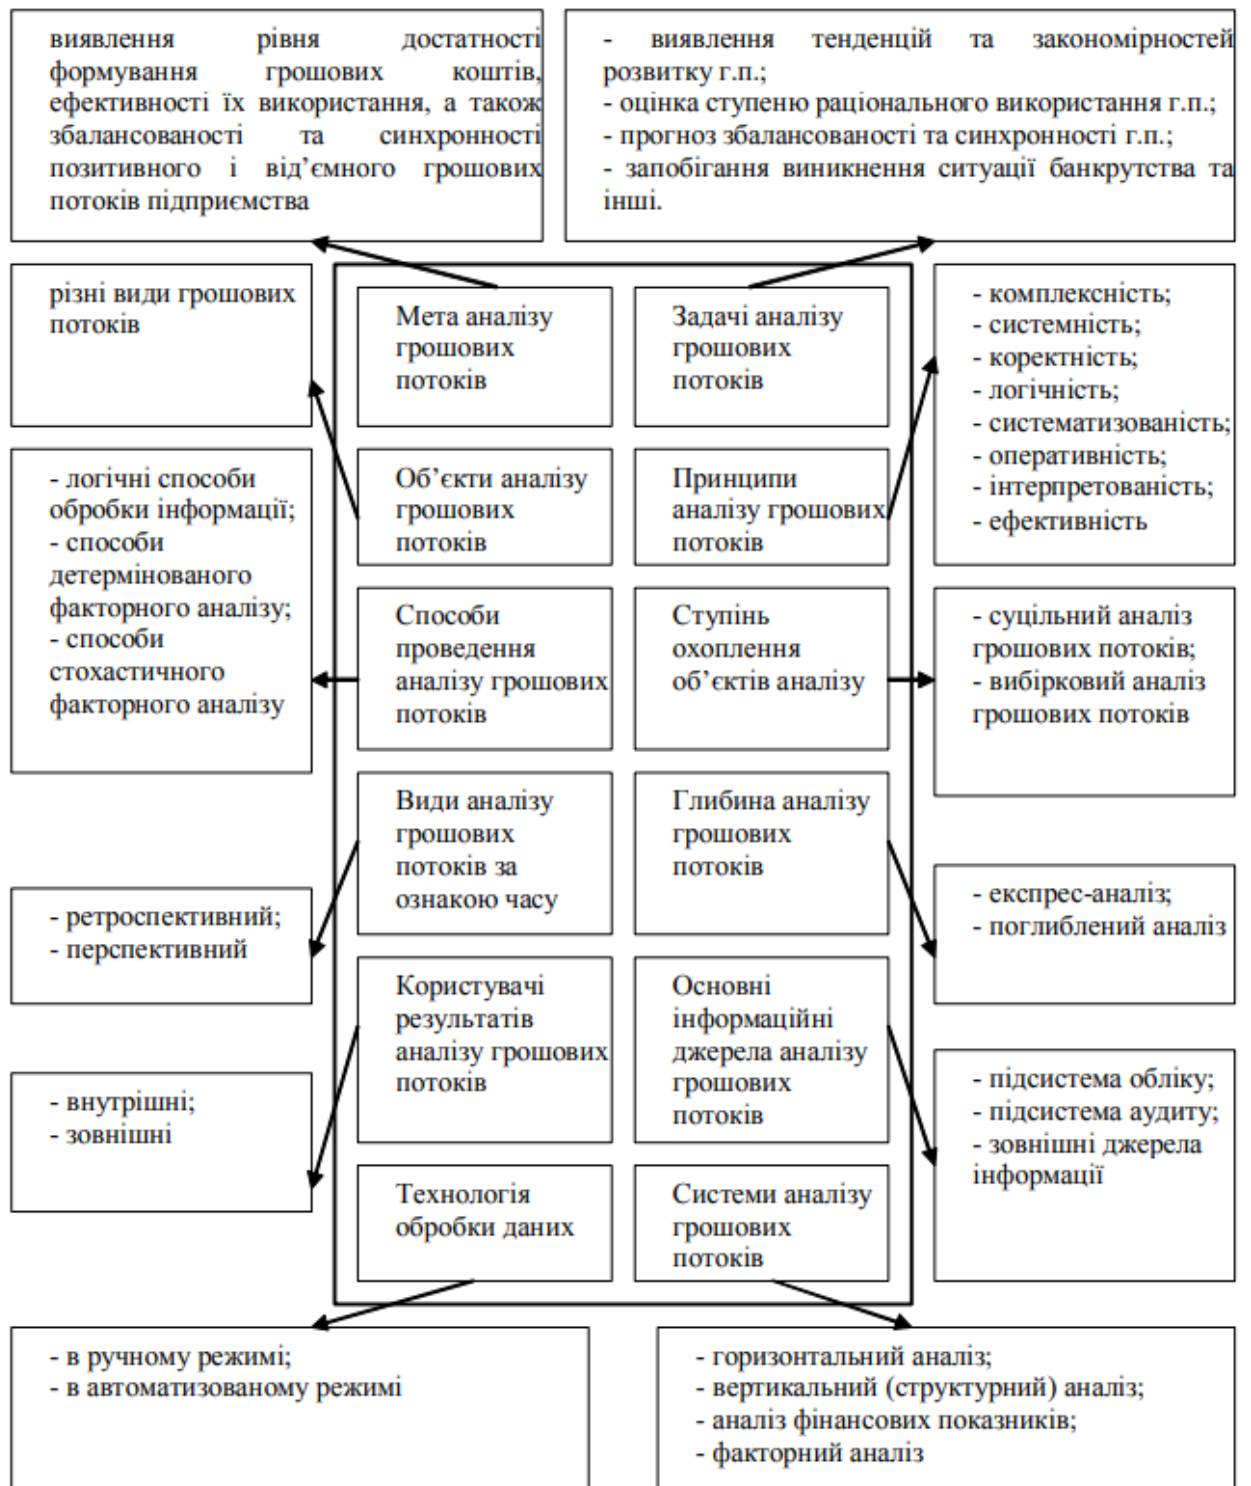 виявлення рівня достатності
формування грошових коштів,
ефективності їх використання, а також
збалансованості та синхронності
позитивного і від’ємного грошових
потоків підприємства
- виявлення тенденцій та закономірностей
розвитку г.п.;
- оцінка ступеню раціонального використання г.п.;
- прогноз збалансованості та синхронності г.п.;
- запобігання виникнення ситуації банкрутства та
інші.
різні види грошових
потоків
Мета аналізу
грошових
потоків
Задачі аналізу
грошових
потоків
- комплексність;
- системність;
- коректність;
- логічність;
- систематизованість;
- оперативність;
- інтерпретованість;
- ефективність
- логічні способи
обробки інформації;
- способи
детермінованого
факторного аналізу;
- способи
стохастичного
факторного аналізу
Об’єкти аналізу
грошових
потоків
Принципи
аналізу грошових
потоків
Способи
проведення
аналізу грошових
потоків
Ступінь
охоплення
об’єктів аналізу
- суцільний аналіз
грошових потоків;
- вибірковий аналіз
грошових потоків
Види аналізу
грошових
потоків за
ознакою часу
Глибина аналізу
грошових
потоків
- ретроспективний;
- перспективний
- експрес-аналіз;
- поглиблений аналіз
Користувачі
результатів
аналізу грошових
потоків
Основні
інформаційні
джерела аналізу
грошових
потоків
- внутрішні;
- зовнішні
- підсистема обліку;
- підсистема аудиту;
- зовнішні джерела
інформації
Технологія
обробки даних
Системи аналізу
грошових
потоків
- в ручному режимі;
- в автоматизованому режимі
- горизонтальний аналіз;
- вертикальний (структурний) аналіз;
- аналіз фінансових показників;
- факторний аналіз